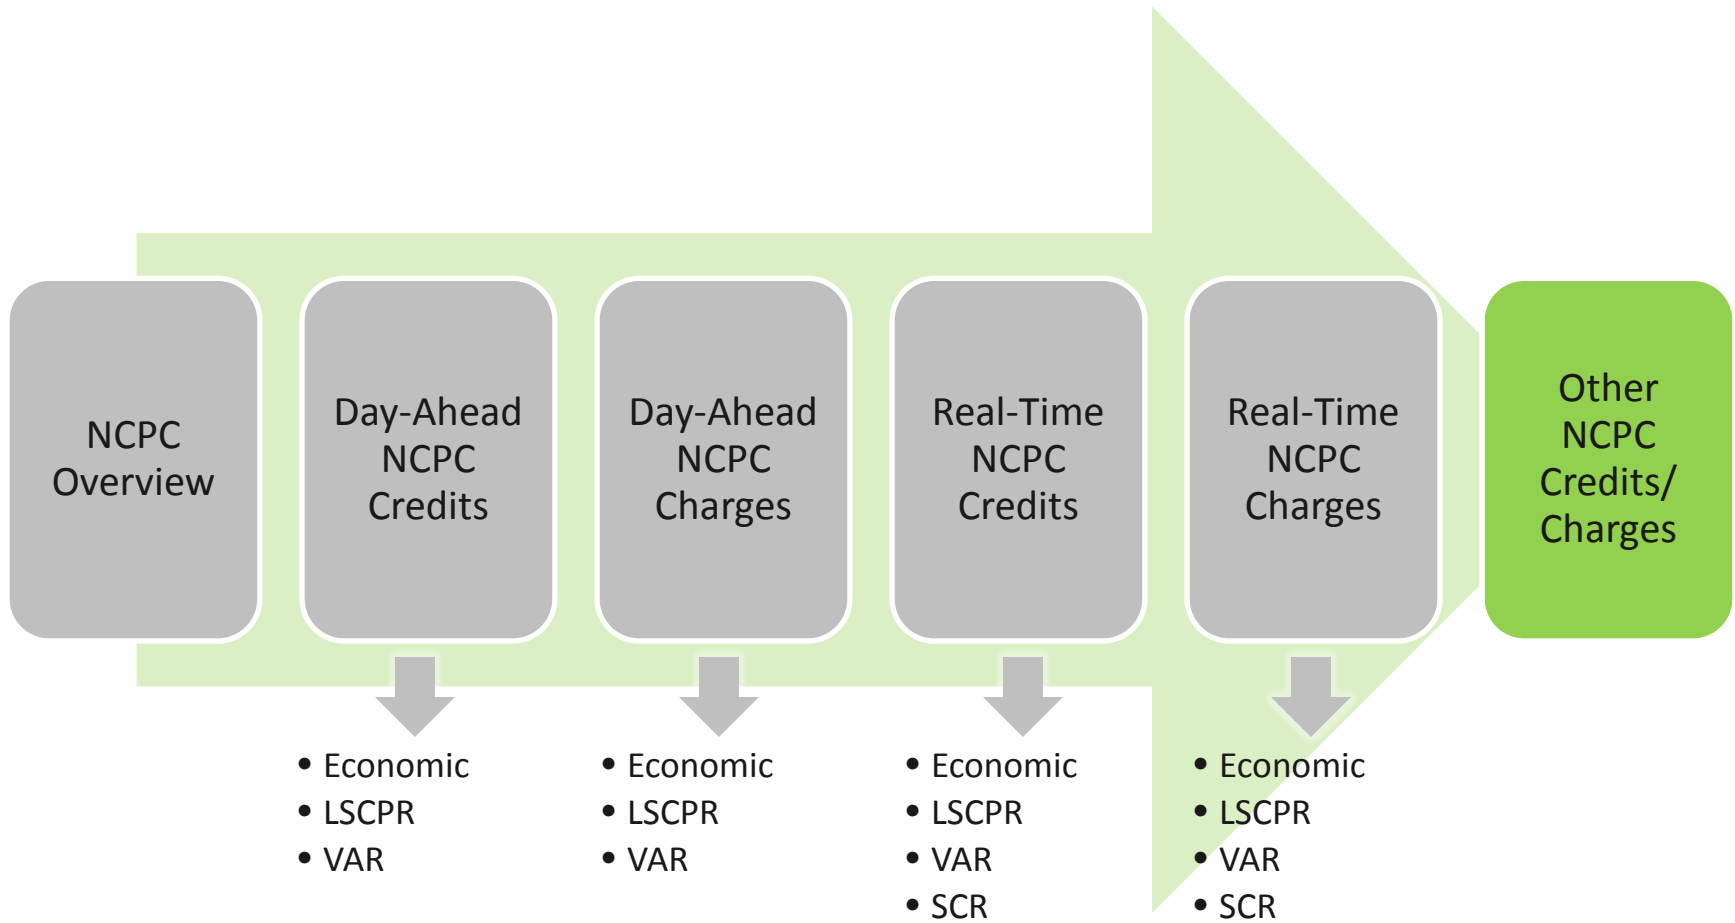 NCPC
Overview
Day-Ahead
NCPC
Credits
Day-Ahead
NCPC
Charges
Real-Time
NCPC
Credits
Real-Time
NCPC
Charges
Other
NCPC
Credits/
Charges
• Economic
• LSCPR
• VAR
• Economic
• LSCPR
• VAR
• Economic
• LSCPR
• VAR
• SCR
• Economic
• LSCPR
• VAR
• SCR